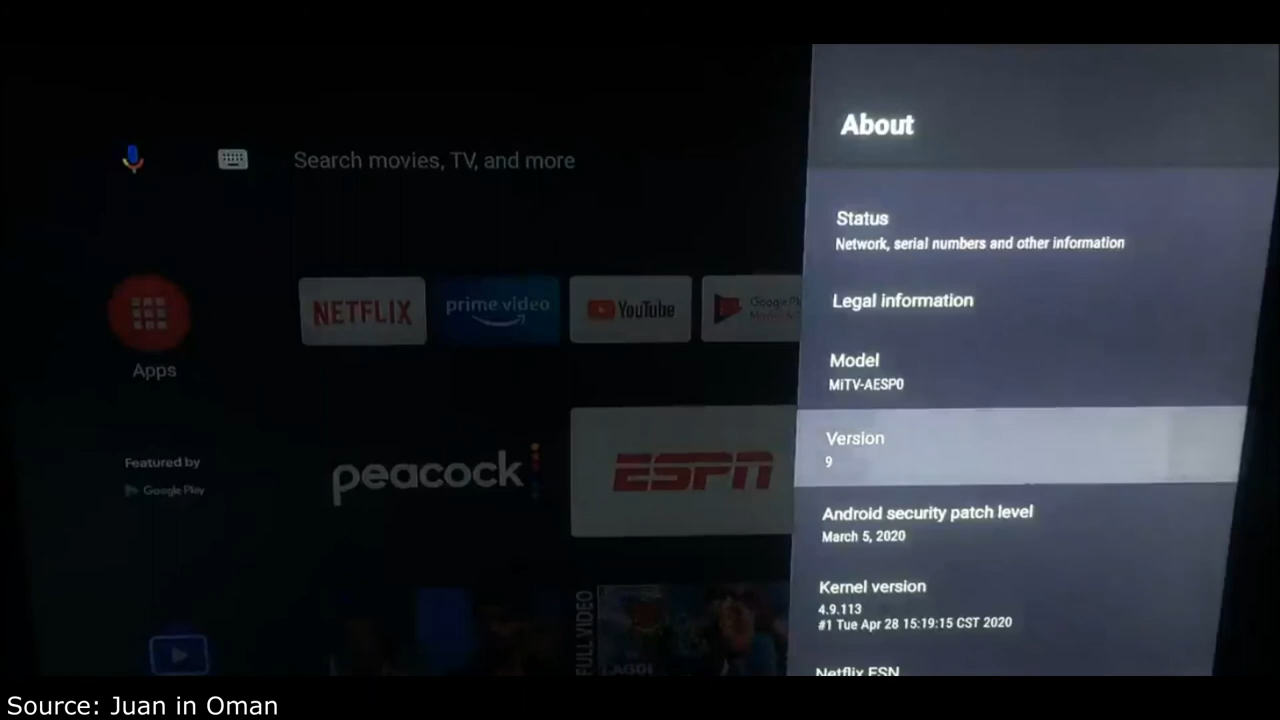 Search movies, TV, and more
NETFLIX
prime video
YouTube
Google Pl
Apps
Featured by
Google Play
peacock
ESPN
FULL VIDEO
About
Status
Network, serial numbers and other information
Legal information
Model
MiTV-AESP0
Version
9
Android security patch level
March 5, 2020
Kernel version
4.9.113
#1 Tue Apr 28 15:19:15 CST 2020
Netflix ESN
Source: Juan in Oman